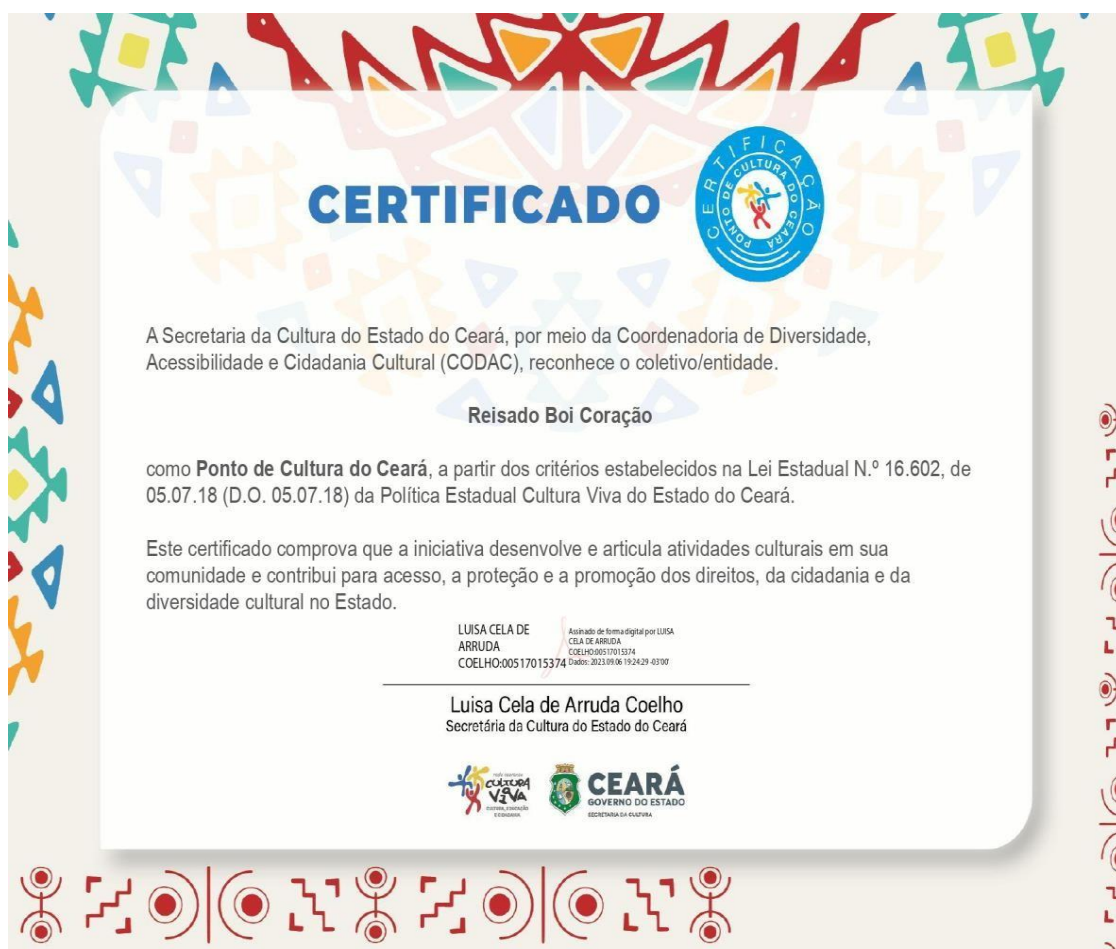 CERTIFICADO
CERTIFICAÇÃO
PONTO DE CULTURA DO CEARÁ
A Secretaria da Cultura do Estado do Ceará, por meio da Coordenadoria de Diversidade,
Acessibilidade e Cidadania Cultural (CODAC), reconhece o coletivo/entidade.
Reisado Boi Coração
como Ponto de Cultura do Ceará, a partir dos critérios estabelecidos na Lei Estadual N.º 16.602, de
05.07.18 (D.O. 05.07.18) da Política Estadual Cultura Viva do Estado do Ceará.
Este certificado comprova que a iniciativa desenvolve e articula atividades culturais em sua
comunidade e contribui para acesso, a proteção e a promoção dos direitos, da cidadania e da
diversidade cultural no Estado.
LUISA CELA DE
ARRUDA
COELHO:00517015374
Assinado de forma digital por LUISA
CELA DE ARRUDA
COELHO:00517015374
Dados: 2023.09.06 19:24:29 -03'00'
Luisa Cela de Arruda Coelho
Secretária da Cultura do Estado do Ceará
CULTURA
VIVA
CULTURA, EDUCAÇÃO
E CIDADANIA
CEARÁ
GOVERNO DO ESTADO
SECRETARIA DA CULTURA